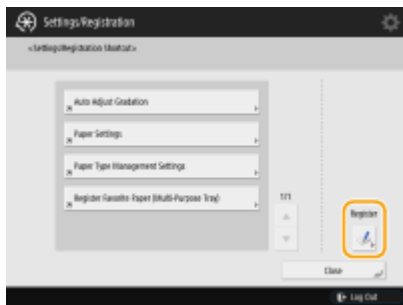 Settings/Registration
<Settings/Registration Shortcut>
Auto Adjust Gradation
Paper Settings
Paper Type Management Settings
Register Favorite Paper (Multi-Purpose Tray)
1/1
Register
Close
Log Out